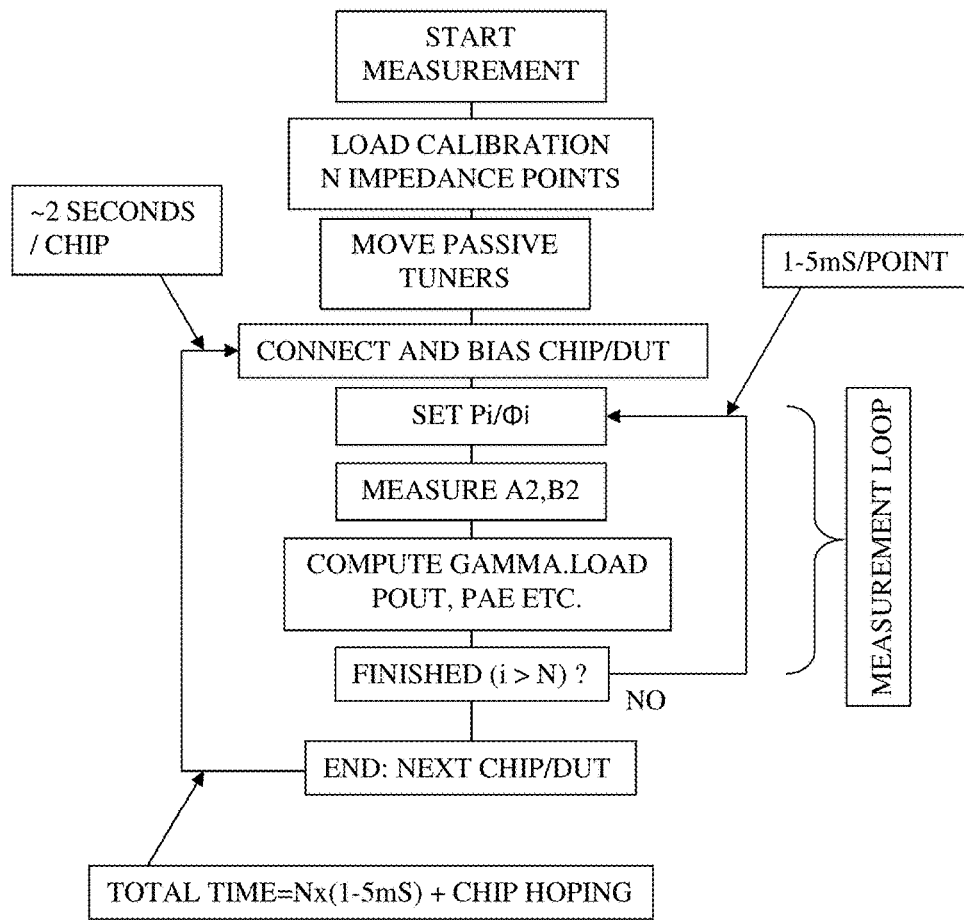 START
MEASUREMENT
LOAD CALIBRATION
N IMPEDANCE POINTS
~2 SECONDS
/ CHIP
MOVE PASSIVE
TUNERS
1-5mS/POINT
CONNECT AND BIAS CHIP/DUT
SET Pi/Φi
MEASURE A2,B2
COMPUTE GAMMA.LOAD
POUT, PAE ETC.
MEASUREMENT LOOP
FINISHED (i > N) ?
NO
END: NEXT CHIP/DUT
TOTAL TIME=Nx(1-5mS) + CHIP HOPING